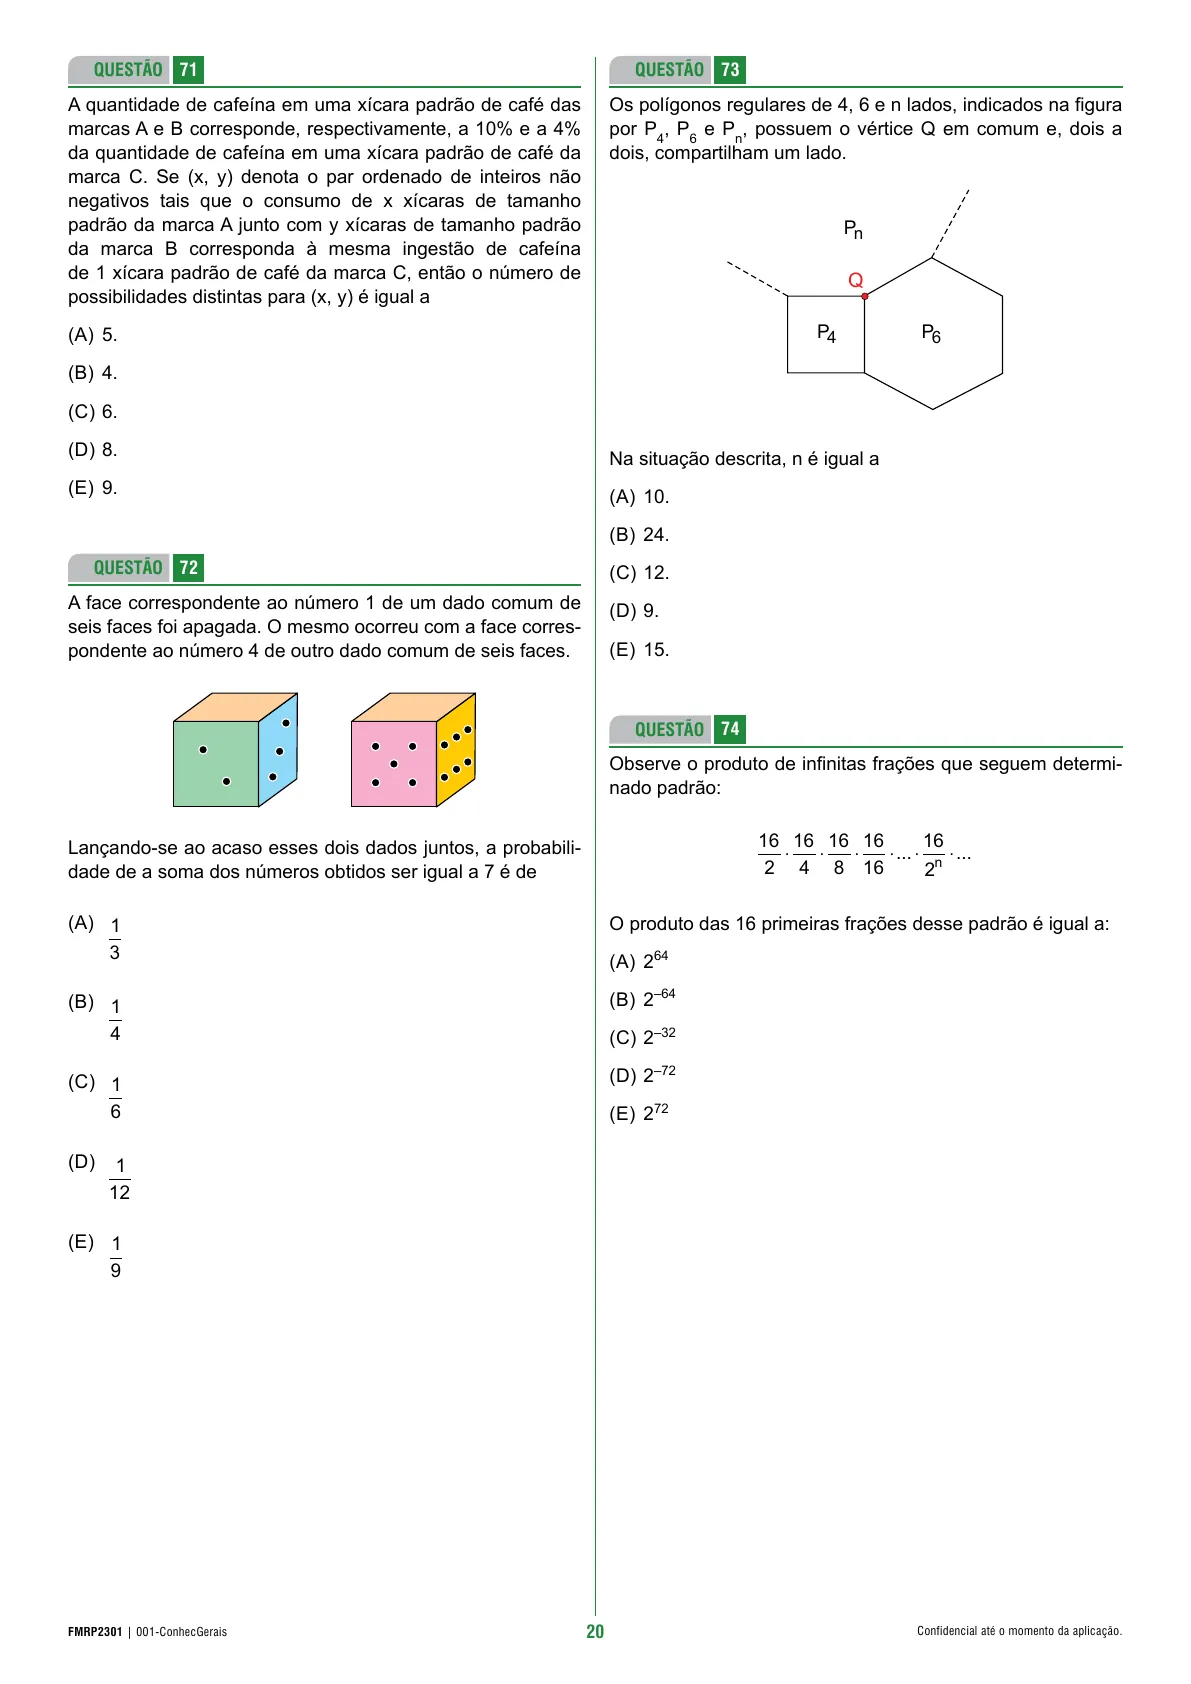 QUESTÃO 71
A quantidade de cafeína em uma xícara padrão de café das
marcas A e B corresponde, respectivamente, a 10% e a 4%
da quantidade de cafeína em uma xícara padrão de café da
marca C. Se (x, y) denota o par ordenado de inteiros não
negativos tais que o consumo de x xícaras de tamanho
padrão da marca A junto com y xícaras de tamanho padrão
da marca B corresponda à mesma ingestão de cafeína
de 1 xícara padrão de café da marca C, então o número de
possibilidades distintas para (x, y) é igual a
(A) 5.
(B) 4.
(C) 6.
(D) 8.
(E) 9.
QUESTÃO 72
A face correspondente ao número 1 de um dado comum de
seis faces foi apagada. O mesmo ocorreu com a face corres-
pondente ao número 4 de outro dado comum de seis faces.
Lançando-se ao acaso esses dois dados juntos, a probabili-
dade de a soma dos números obtidos ser igual a 7 é de
(A) 1/3
(B) 1/4
(C) 1/6
(D) 1/12
(E) 1/9
QUESTÃO 73
Os polígonos regulares de 4, 6 e n lados, indicados na figura
por P₄, P₆ e Pₙ, possuem o vértice Q em comum e, dois a
dois, compartilham um lado.
Pₙ
Q
P₄ P₆
Na situação descrita, n é igual a
(A) 10.
(B) 24.
(C) 12.
(D) 9.
(E) 15.
QUESTÃO 74
Observe o produto de infinitas frações que seguem determi-
nado padrão:
16/2 · 16/4 · 16/8 · 16/16 · ... · 16/2ⁿ · ...
O produto das 16 primeiras frações desse padrão é igual a:
(A) 2⁶⁴
(B) 2⁻⁶⁴
(C) 2⁻³²
(D) 2⁻⁷²
(E) 2⁷²
FMRP2301 | 001-ConhecGerais
20
Confidencial até o momento da aplicação.